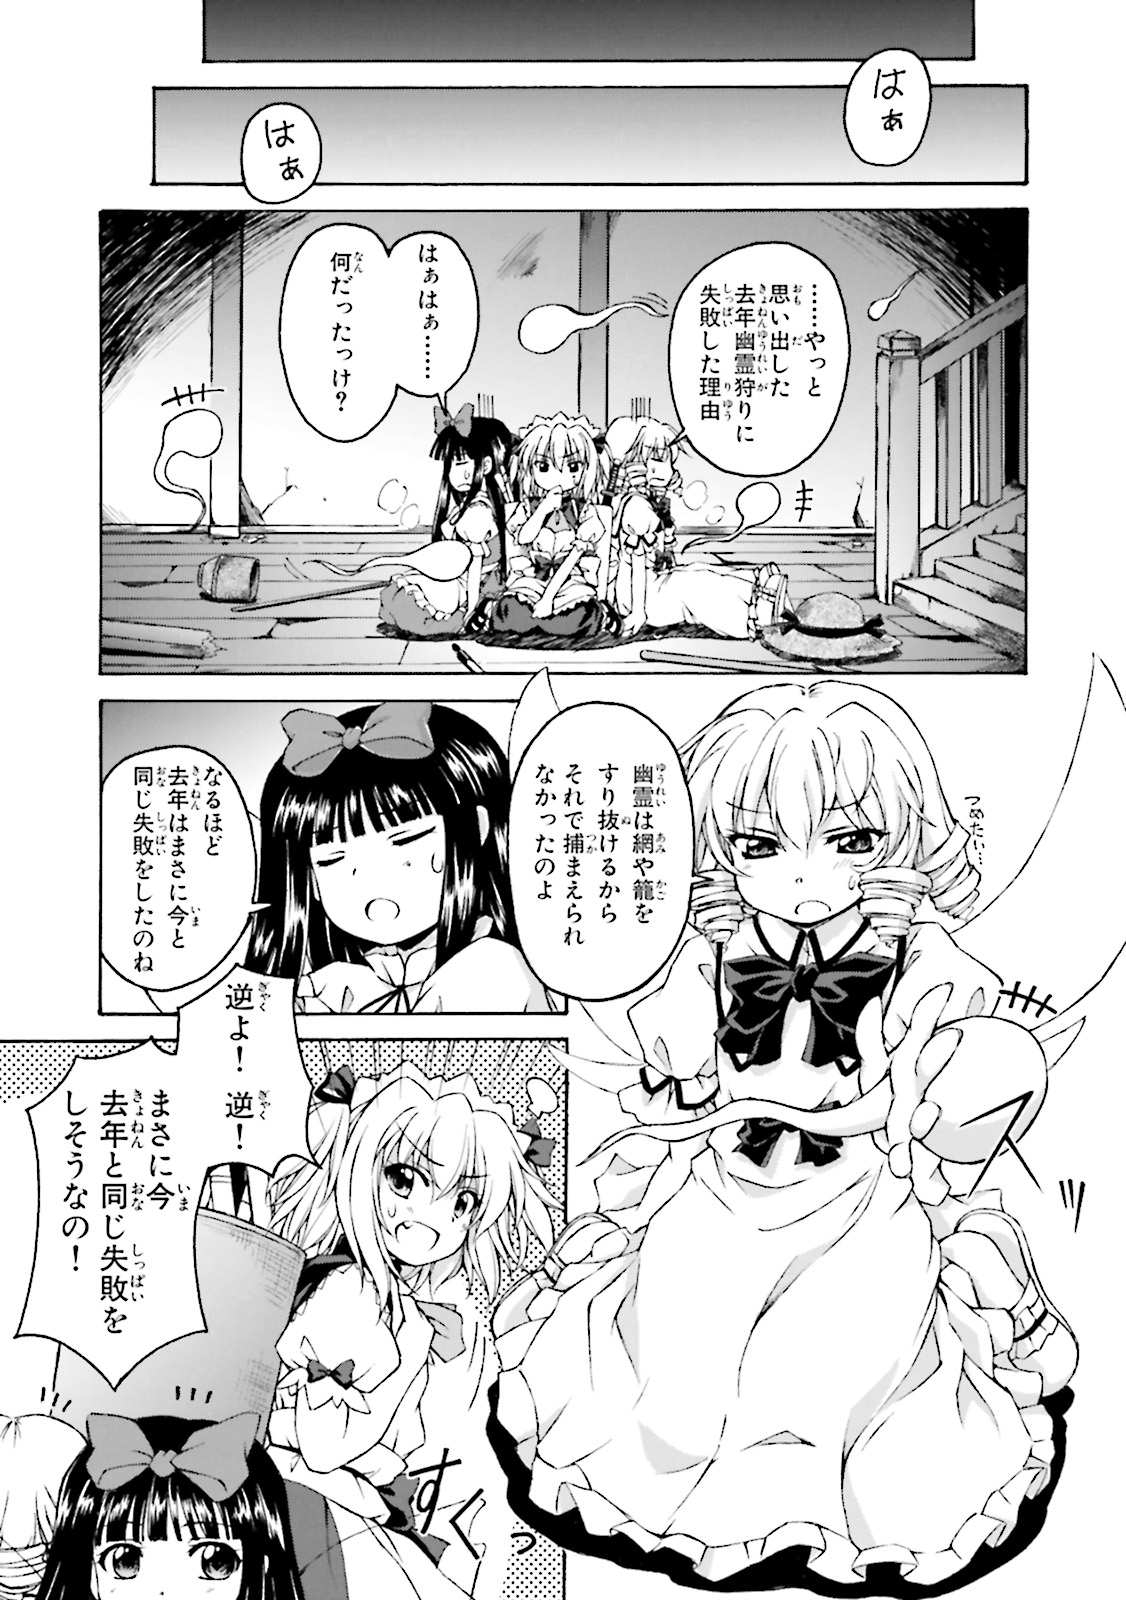 はぁ
はぁ
……やっと
思い出した
去年幽霊狩りに
失敗した理由
はぁはぁ……
何だったっけ？
幽霊は網や籠を
すり抜けるから
それで捕まえられ
なかったのよ
つめたい…
なるほど
去年はまさに今と
同じ失敗をしたのね
逆よ！
逆！
まさに今
去年と同じ失敗を
しそうなの！
すくっ